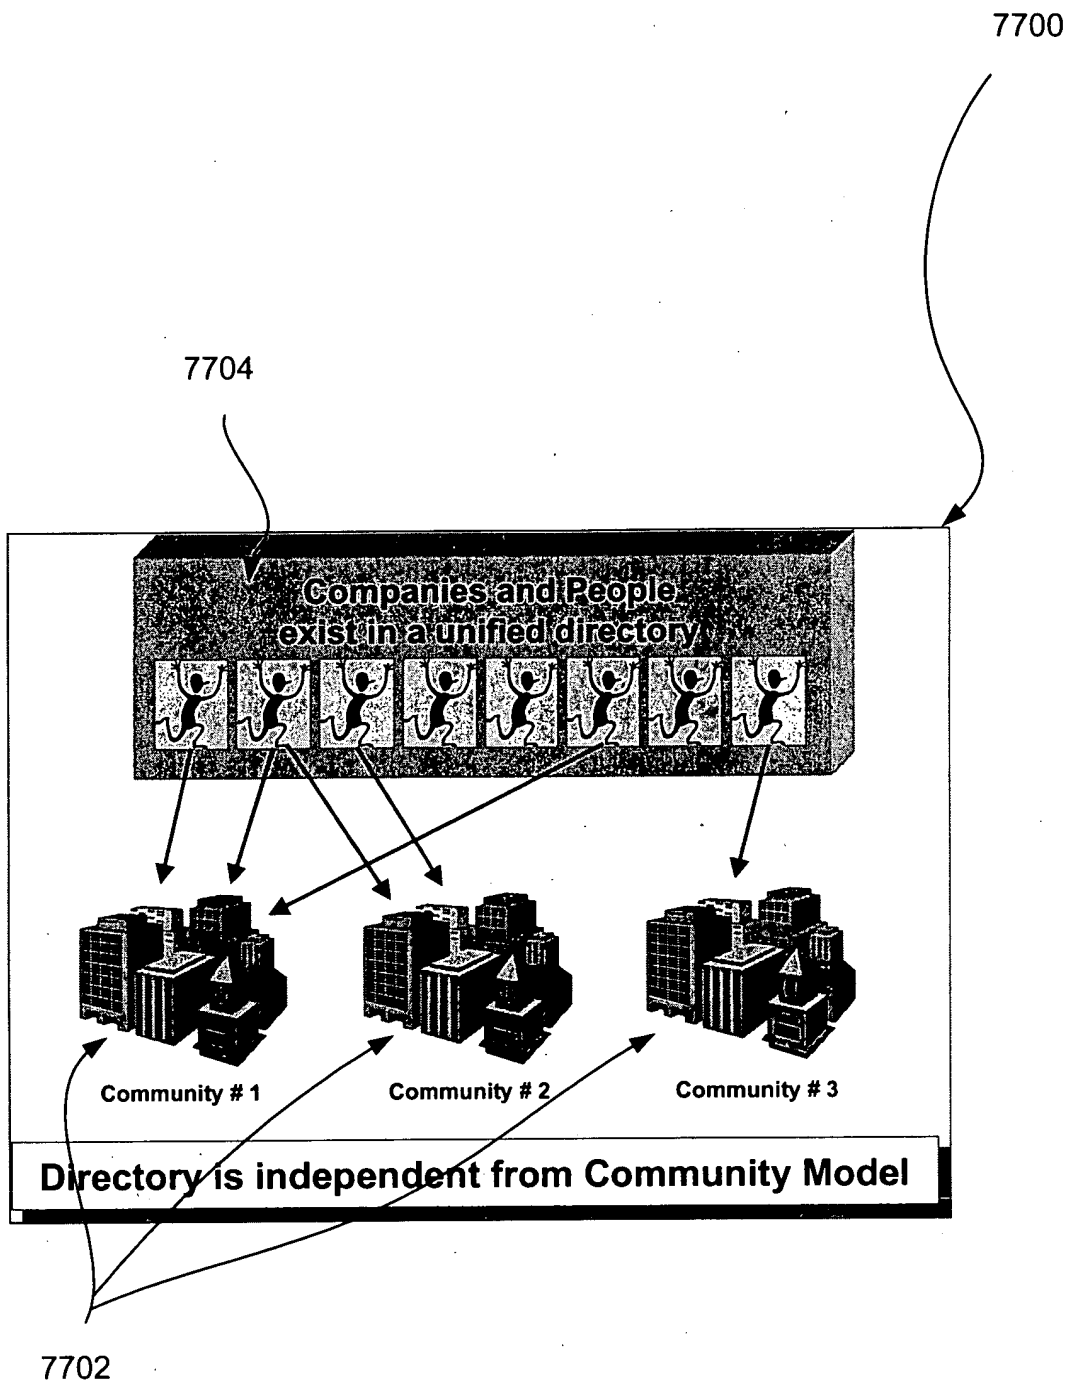 7700
7704
Companies and People
exist in a unified directory
Community # 1
Community # 2
Community # 3
Directory is independent from Community Model
7702